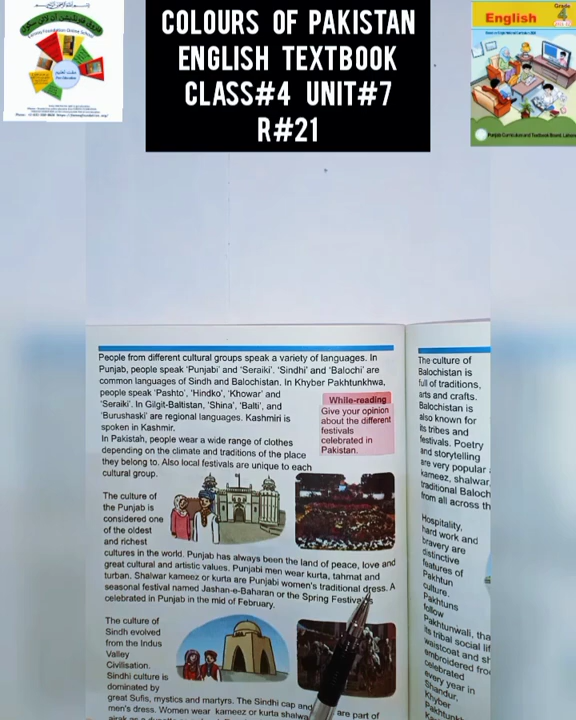 COLOURS OF PAKISTAN
ENGLISH TEXTBOOK
CLASS#4 UNIT#7
R#21
English
Grade
4
People from different cultural groups speak a variety of languages. In
Punjab, people speak 'Punjabi' and 'Seraiki'. 'Sindhi' and 'Balochi' are
common languages of Sindh and Balochistan. In Khyber Pakhtunkhwa,
people speak 'Pashto', 'Hindko', 'Khowar' and
'Seraiki'. In Gilgit-Baltistan, 'Shina', 'Balti', and
'Burushaski' are regional languages. Kashmiri is
spoken in Kashmir.
In Pakistah, people wear a wide range of clothes
depending on the climate and traditions of the place
they belong to. Also local festivals are unique to each
cultural group.
While-reading
Give your opinion
about the different
festivals
celebrated in
Pakistan.
The culture of
the Punjab is
considered one
of the oldest
and richest
cultures in the world. Punjab has always been the land of peace, love and
great cultural and artistic values. Punjabi men wear kurta, tahmat and
turban. Shalwar kameez or kurta are Punjabi women's traditional dress. A
seasonal festival named Jashan-e-Baharan or the Spring Festival is
celebrated in Punjab in the mid of February.
The culture of
Sindh evolved
from the Indus
Valley
Civilisation.
Sindhi culture is
dominated by
great Sufis, mystics and martyrs. The Sindhi cap and
are part of
men's dress. Women wear kameez or kurta
The culture of
Balochistan is
full of traditions,
arts and crafts.
Balochistan is
also known for
its tribes and
festivals. Poetry
and storytelling
are very popular
kameez, shalwar
traditional Baloch
from all across th
Hospitality,
hard work and
bravery are
distinctive
features of
Pakhtun
culture.
Pakhtuns
follow
Pakhtunwali, tha
its tribal social lif
waistcoat and sh
embroidered fro
celebrated
every year in
Shandur,
Khyber